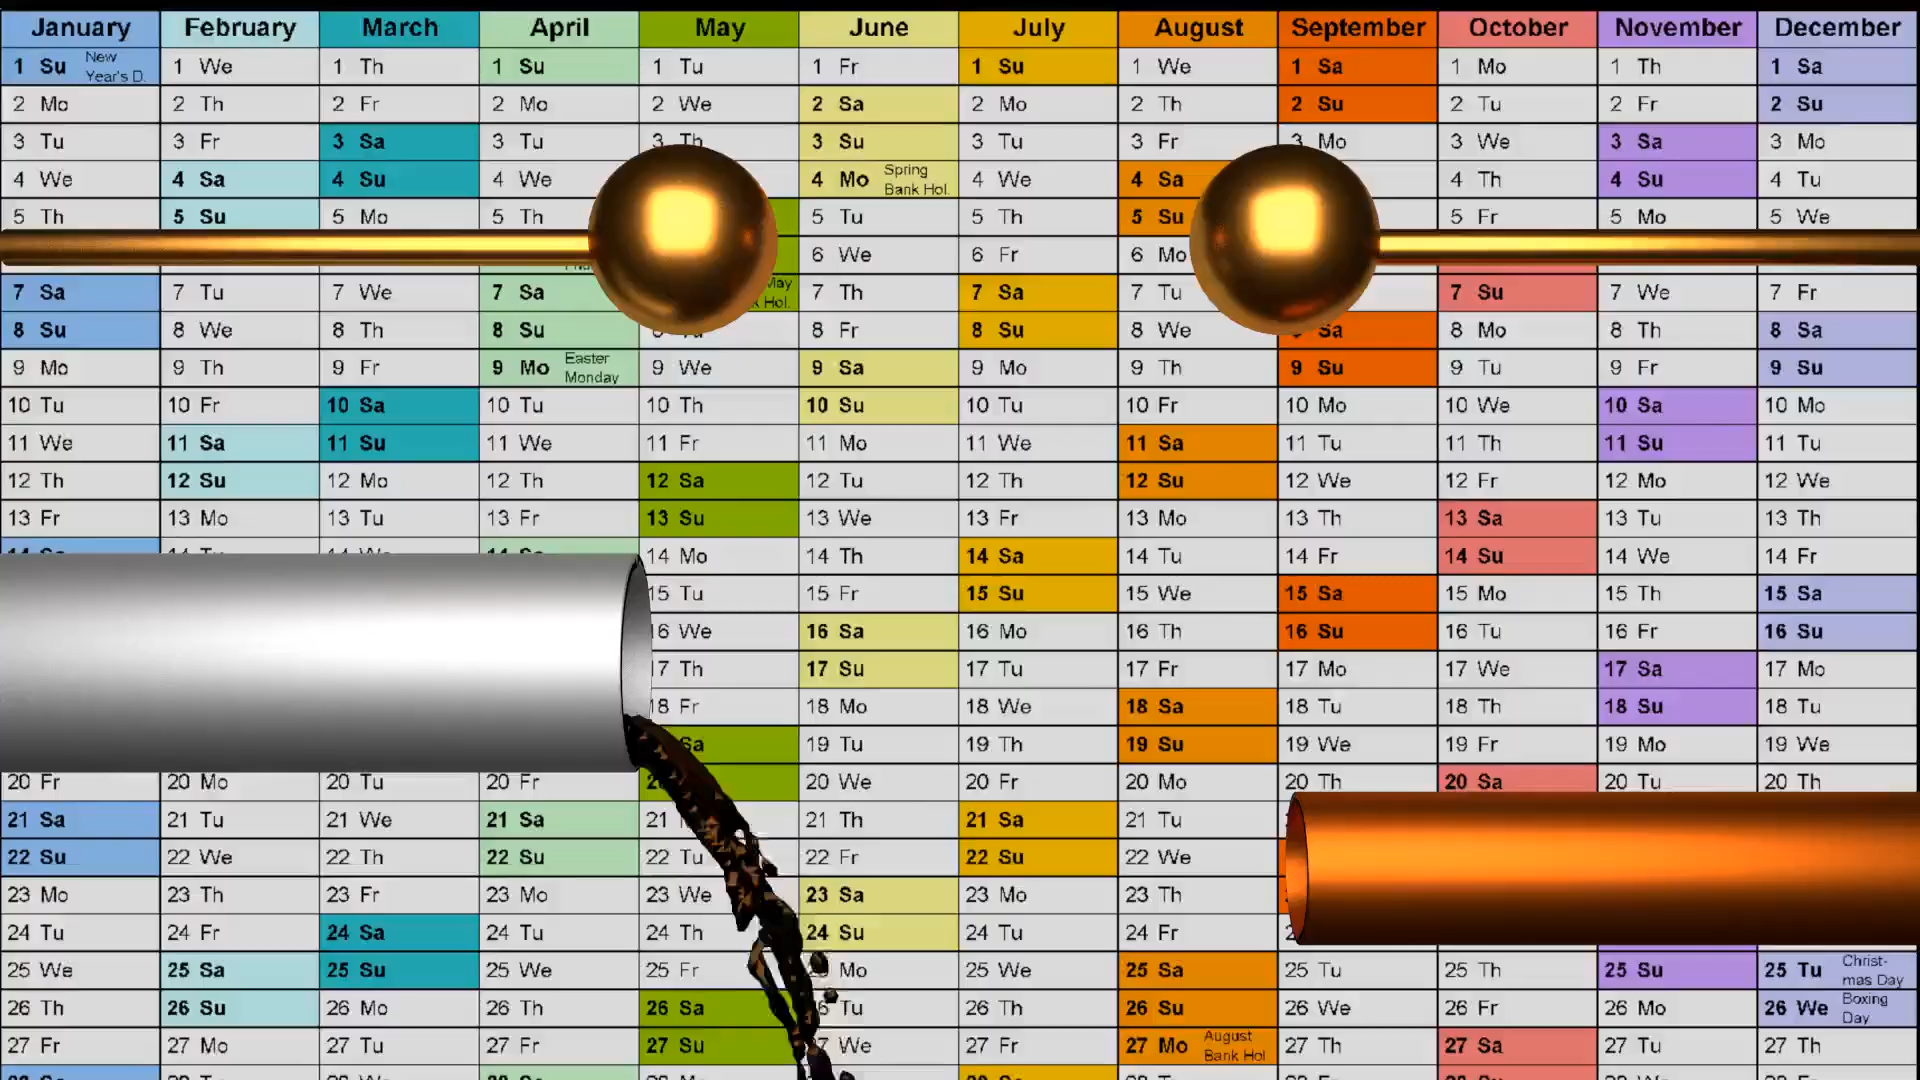 January February March April May June July August September October November December
1 Su New Year's D. 1 We 1 Th 1 Su 1 Tu 1 Fr 1 Su 1 We 1 Sa 1 Mo 1 Th 1 Sa
2 Mo 2 Th 2 Fr 2 Mo 2 We 2 Sa 2 Mo 2 Th 2 Su 2 Tu 2 Fr 2 Su
3 Tu 3 Fr 3 Sa 3 Tu 3 Th 3 Su 3 Tu 3 Fr 3 Mo 3 We 3 Sa 3 Mo
4 We 4 Sa 4 Su 4 We 4 Mo Spring Bank Hol. 4 We 4 Sa 4 Th 4 Su 4 Tu
5 Th 5 Su 5 Mo 5 Th 5 Tu 5 Th 5 Su 5 Fr 5 Mo 5 We
6 We 6 Fr 6 Mo
7 Sa 7 Tu 7 We 7 Sa May Hol. 7 Th 7 Sa 7 Tu 7 Su 7 We 7 Fr
8 Su 8 We 8 Th 8 Su 8 Fr 8 Su 8 We Sa 8 Mo 8 Th 8 Sa
9 Mo 9 Th 9 Fr 9 Mo Easter Monday 9 We 9 Sa 9 Mo 9 Th 9 Su 9 Tu 9 Fr 9 Su
10 Tu 10 Fr 10 Sa 10 Tu 10 Th 10 Su 10 Tu 10 Fr 10 Mo 10 We 10 Sa 10 Mo
11 We 11 Sa 11 Su 11 We 11 Fr 11 Mo 11 We 11 Sa 11 Tu 11 Th 11 Su 11 Tu
12 Th 12 Su 12 Mo 12 Th 12 Sa 12 Tu 12 Th 12 Su 12 We 12 Fr 12 Mo 12 We
13 Fr 13 Mo 13 Tu 13 Fr 13 Su 13 We 13 Fr 13 Mo 13 Th 13 Sa 13 Tu 13 Th
14 Mo 14 Th 14 Sa 14 Tu 14 Fr 14 Su 14 We 14 Fr
15 Tu 15 Fr 15 Su 15 We 15 Sa 15 Mo 15 Th 15 Sa
16 We 16 Sa 16 Mo 16 Th 16 Su 16 Tu 16 Fr 16 Su
17 Th 17 Su 17 Tu 17 Fr 17 Mo 17 We 17 Sa 17 Mo
18 Fr 18 Mo 18 We 18 Sa 18 Tu 18 Th 18 Su 18 Tu
Sa 19 Tu 19 Th 19 Su 19 We 19 Fr 19 Mo 19 We
20 Fr 20 Mo 20 Tu 20 Fr 20 We 20 Fr 20 Mo 20 Th 20 Sa 20 Tu 20 Th
21 Sa 21 Tu 21 We 21 Sa 21 21 Th 21 Sa 21 Tu
22 Su 22 We 22 Th 22 Su 22 Tu 22 Fr 22 Su 22 We
23 Mo 23 Th 23 Fr 23 Mo 23 We 23 Sa 23 Mo 23 Th
24 Tu 24 Fr 24 Sa 24 Tu 24 Th 24 Su 24 Tu 24 Fr
25 We 25 Sa 25 Su 25 We 25 Fr Mo 25 We 25 Sa 25 Tu 25 Th 25 Su 25 Tu Christ-mas Day
26 Th 26 Su 26 Mo 26 Th 26 Sa Tu 26 Th 26 Su 26 We 26 Fr 26 Mo 26 We Boxing Day
27 Fr 27 Mo 27 Tu 27 Fr 27 Su We 27 Fr 27 Mo August Bank Hol 27 Th 27 Sa 27 Tu 27 Th